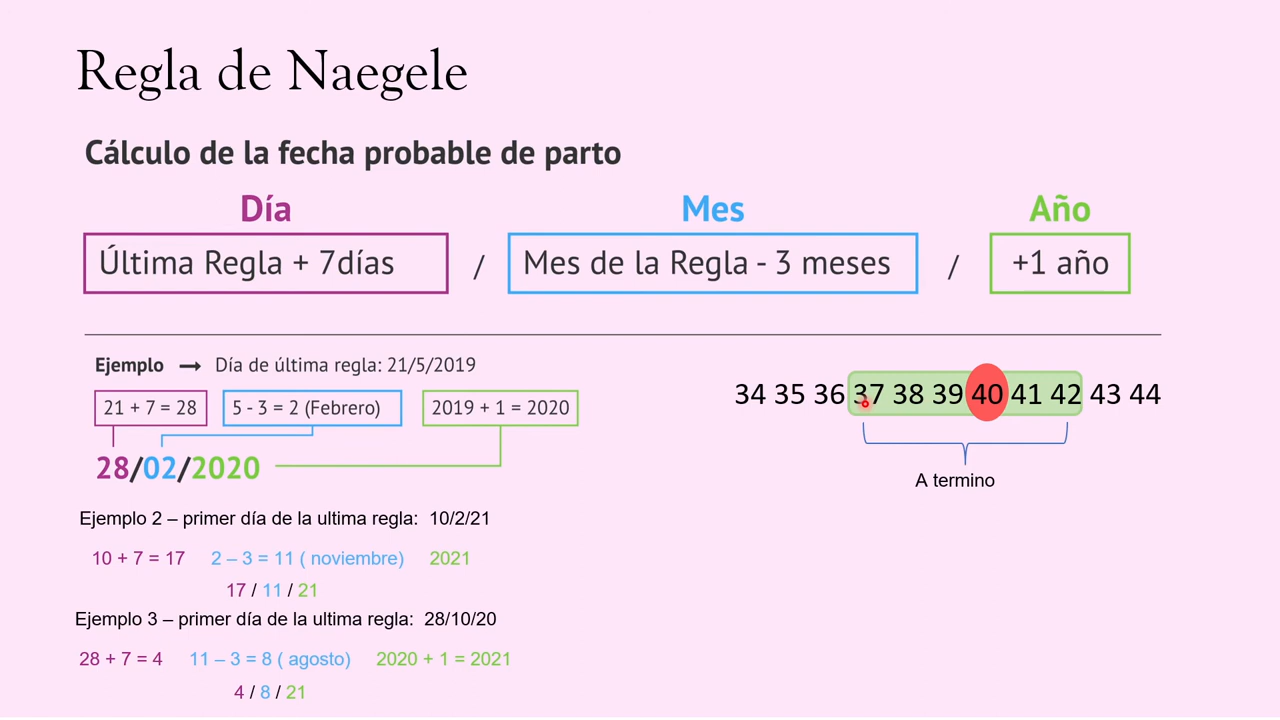 Regla de Naegele
Cálculo de la fecha probable de parto
Día Mes Año
Última Regla + 7días / Mes de la Regla - 3 meses / +1 año
Ejemplo → Día de última regla: 21/5/2019
21 + 7 = 28 5 - 3 = 2 (Febrero) 2019 + 1 = 2020
28/02/2020
34 35 36 37 38 39 40 41 42 43 44
A termino
Ejemplo 2 – primer día de la ultima regla: 10/2/21
10 + 7 = 17 2 – 3 = 11 ( noviembre) 2021
17 / 11 / 21
Ejemplo 3 – primer día de la ultima regla: 28/10/20
28 + 7 = 4 11 – 3 = 8 ( agosto) 2020 + 1 = 2021
4 / 8 / 21